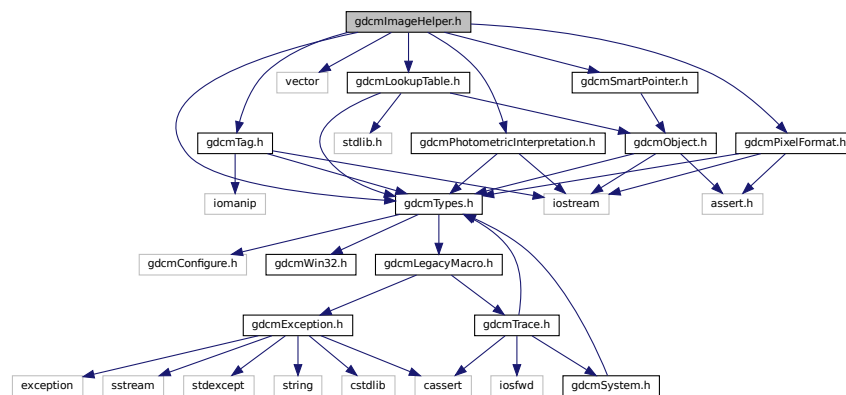 gdcmImageHelper.h
vector
gdcmLookupTable.h
gdcmSmartPointer.h
gdcmTag.h
stdlib.h
gdcmPhotometricInterpretation.h
gdcmObject.h
gdcmPixelFormat.h
iomanip
gdcmTypes.h
iostream
assert.h
gdcmConfigure.h
gdcmWin32.h
gdcmLegacyMacro.h
gdcmException.h
gdcmTrace.h
exception
sstream
stdexcept
string
cstdlib
cassert
iosfwd
gdcmSystem.h